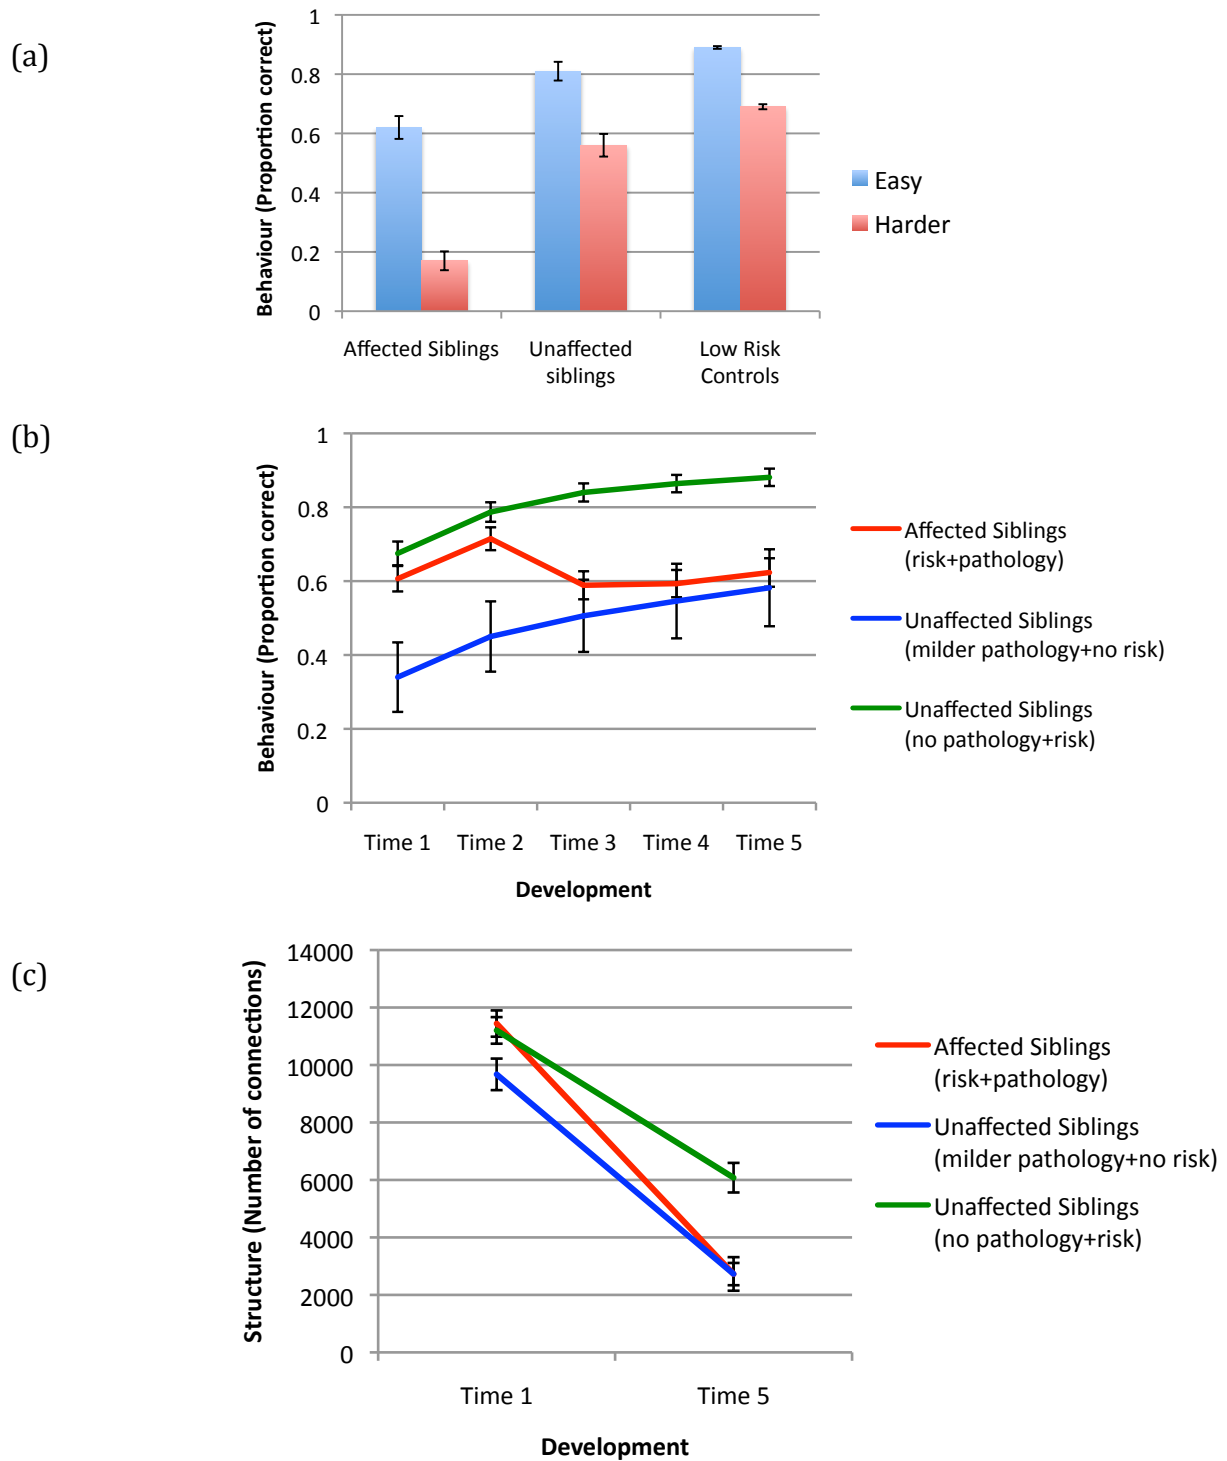 (a)
Behaviour (Proportion correct)
1
0.8
0.6
0.4
0.2
0
Affected Siblings
Unaffected
siblings
Low Risk
Controls
Easy
Harder
(b)
Behaviour (Proportion correct)
1
0.8
0.6
0.4
0.2
0
Time 1
Time 2
Time 3
Time 4
Time 5
Development
Affected Siblings
(risk+pathology)
Unaffected Siblings
(milder pathology+no risk)
Unaffected Siblings
(no pathology+risk)
(c)
Structure (Number of connections)
14000
12000
10000
8000
6000
4000
2000
0
Time 1
Time 5
Development
Affected Siblings
(risk+pathology)
Unaffected Siblings
(milder pathology+no risk)
Unaffected Siblings
(no pathology+risk)